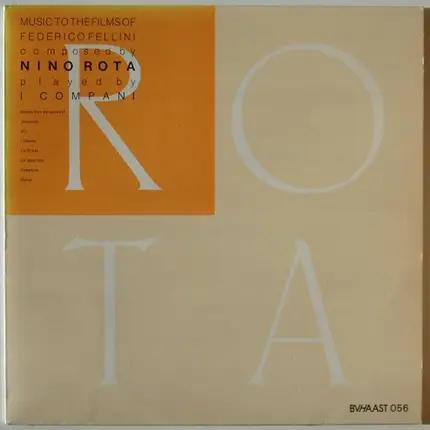 MUSIC TO THE FILMS OF
FEDERICO FELLINI
composed by
NINO ROTA
played by
I COMPANI
R O
T A
BVHAAST 056